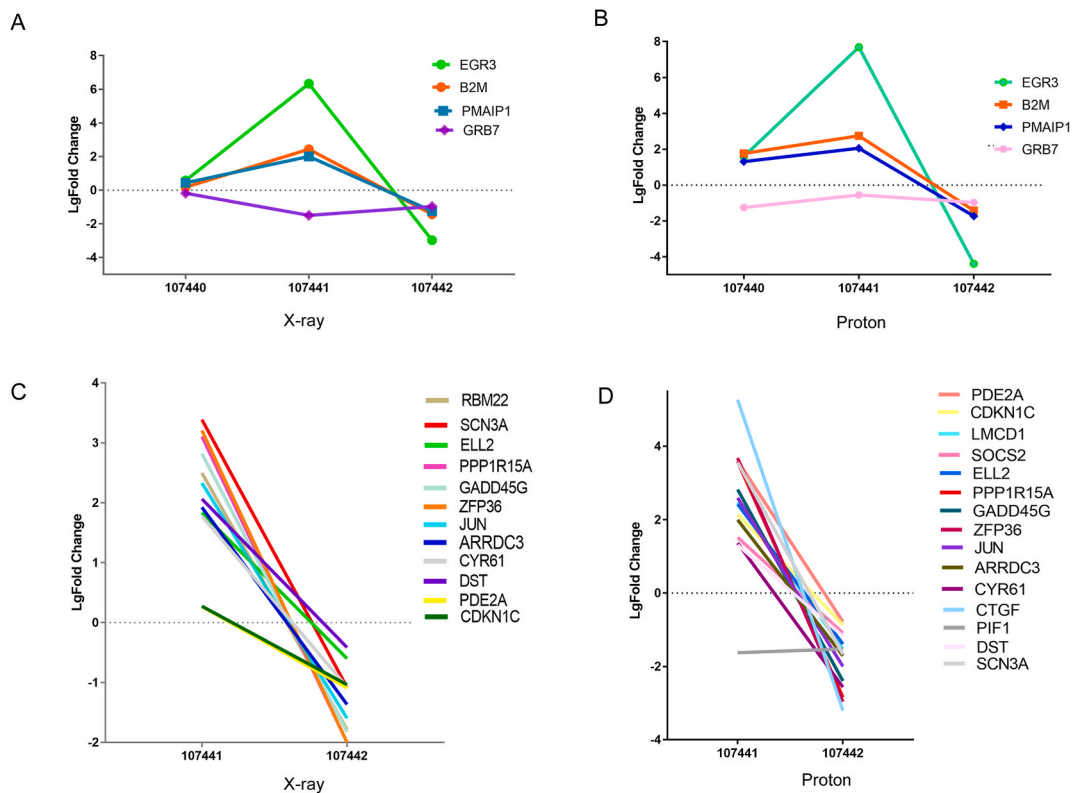 A
8
6
4
2
0
-2
-4
LgFold Change
107440
107441
107442
X-ray
EGR3
B2M
PMAIP1
GRB7
B
8
6
4
2
0
-2
-4
LgFold Change
107440
107441
107442
Proton
EGR3
B2M
PMAIP1
GRB7
C
4
3
2
1
0
-1
-2
LgFold Change
107441
107442
X-ray
RBM22
SCN3A
ELL2
PPP1R15A
GADD45G
ZFP36
JUN
ARRDC3
CYR61
DST
PDE2A
CDKN1C
D
4
2
0
-2
-4
LgFold Change
107441
107442
Proton
PDE2A
CDKN1C
LMCD1
SOCS2
ELL2
PPP1R15A
GADD45G
ZFP36
JUN
ARRDC3
CYR61
CTGF
PIF1
DST
SCN3A